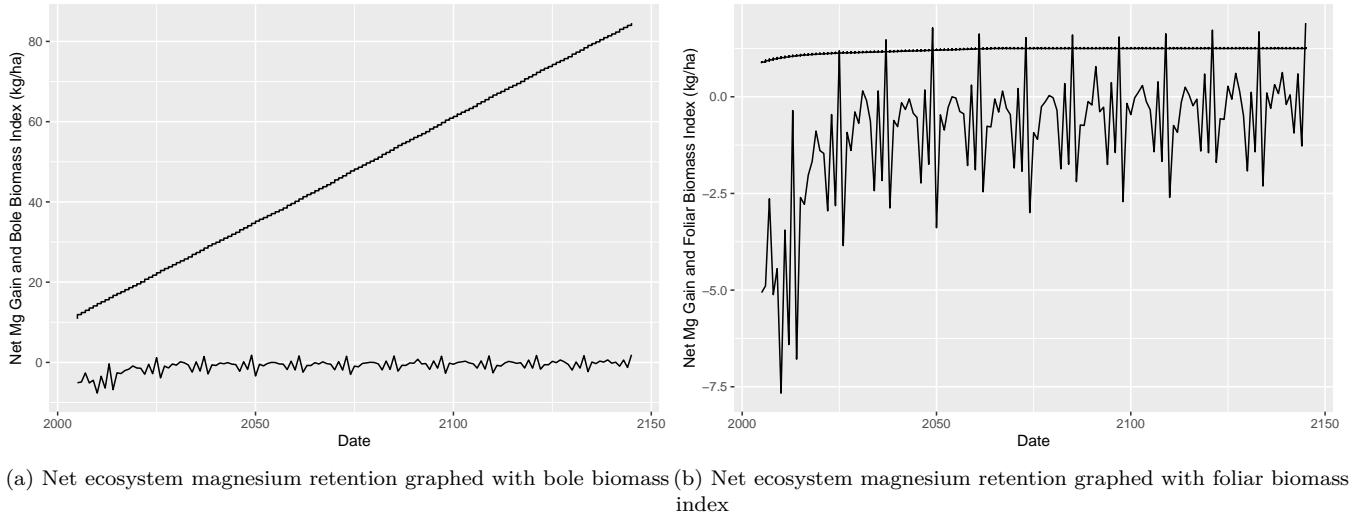 Net Mg Gain and Bole Biomass Index (kg/ha)
80
60
40
20
0
2000 2050 2100 2150
Date
Net Mg Gain and Foliar Biomass Index (kg/ha)
0.0
−2.5
−5.0
−7.5
2000 2050 2100 2150
Date
(a) Net ecosystem magnesium retention graphed with bole biomass
(b) Net ecosystem magnesium retention graphed with foliar biomass
index